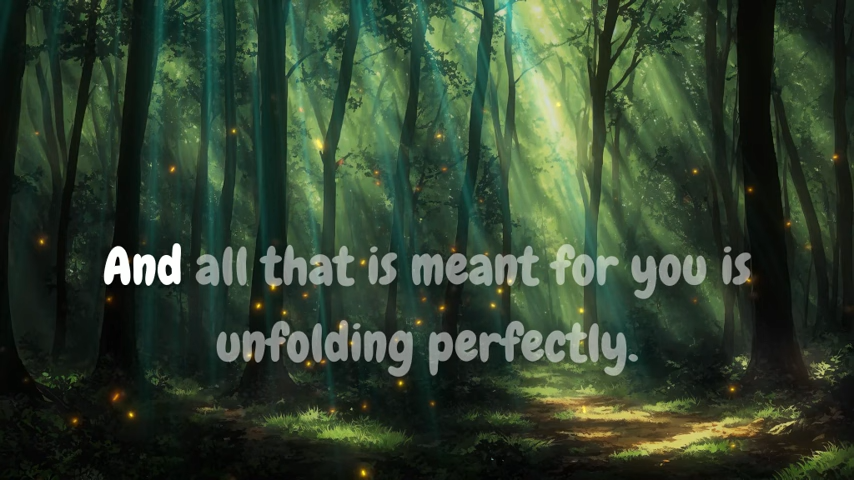 And all that is meant for you is
unfolding perfectly.